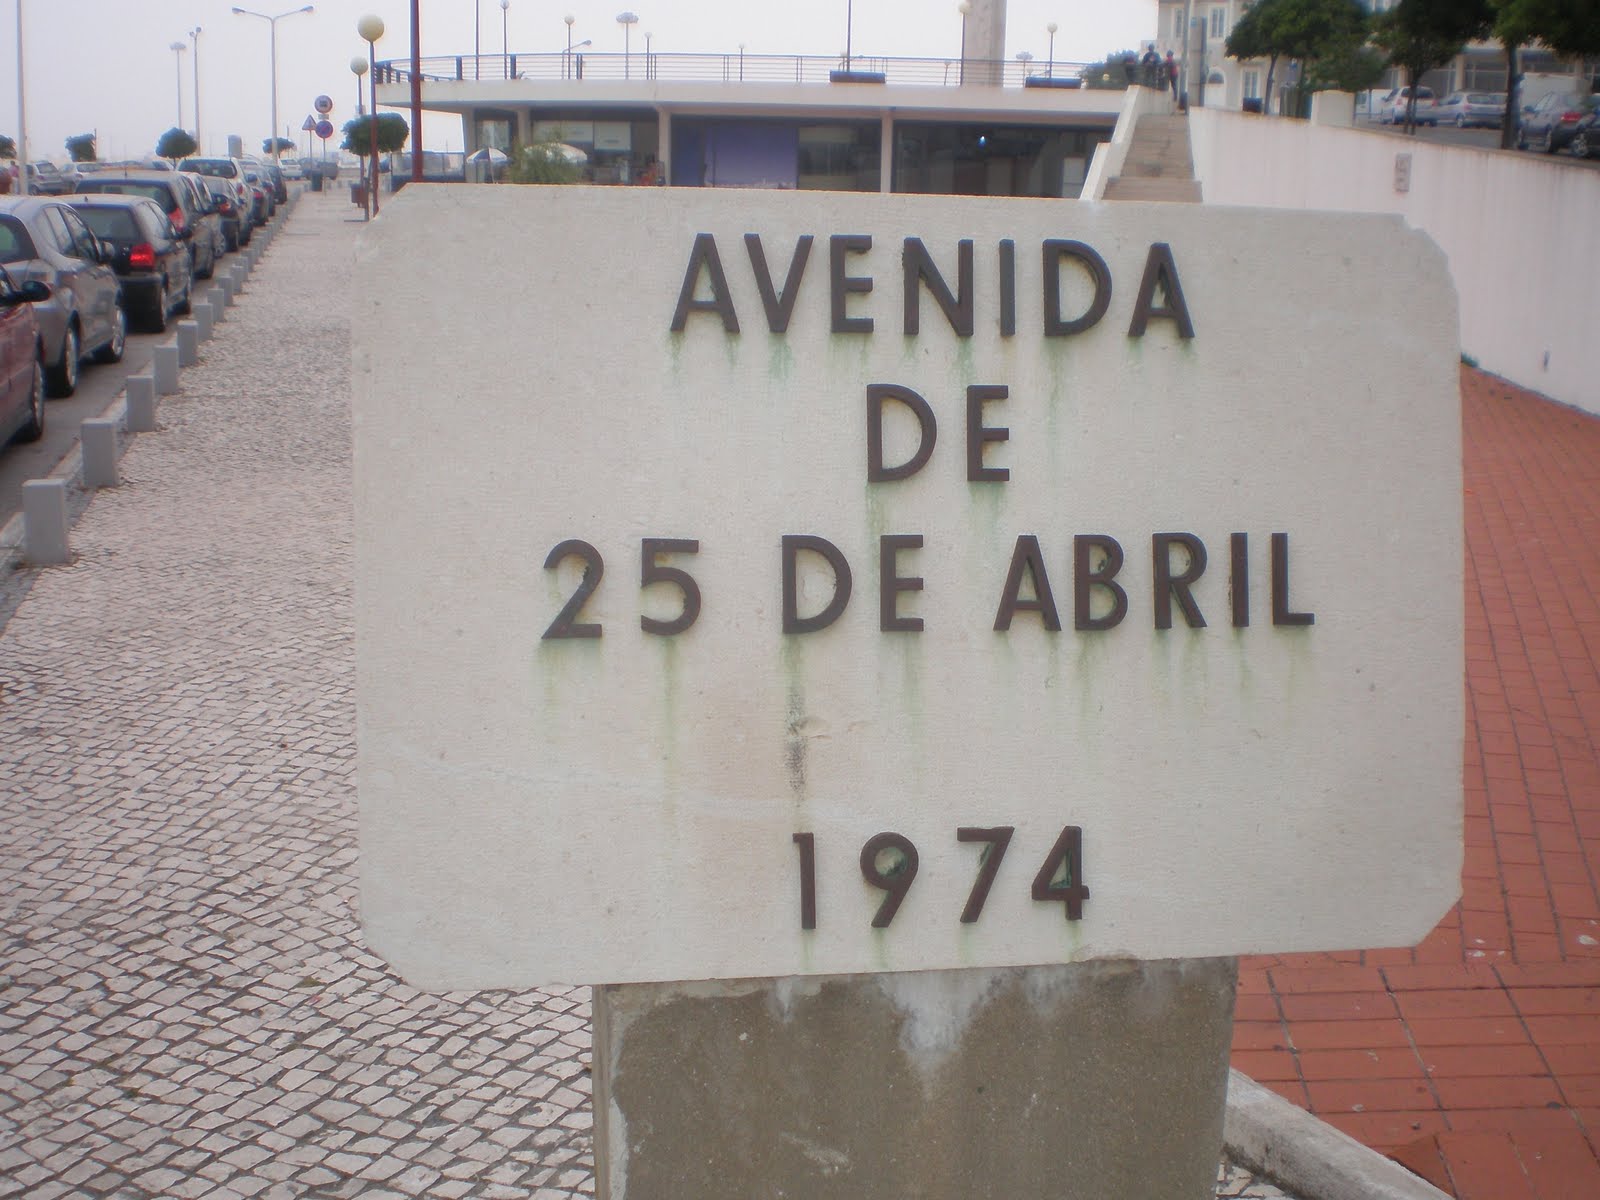 AVENIDA
DE
25 DE ABRIL
1974